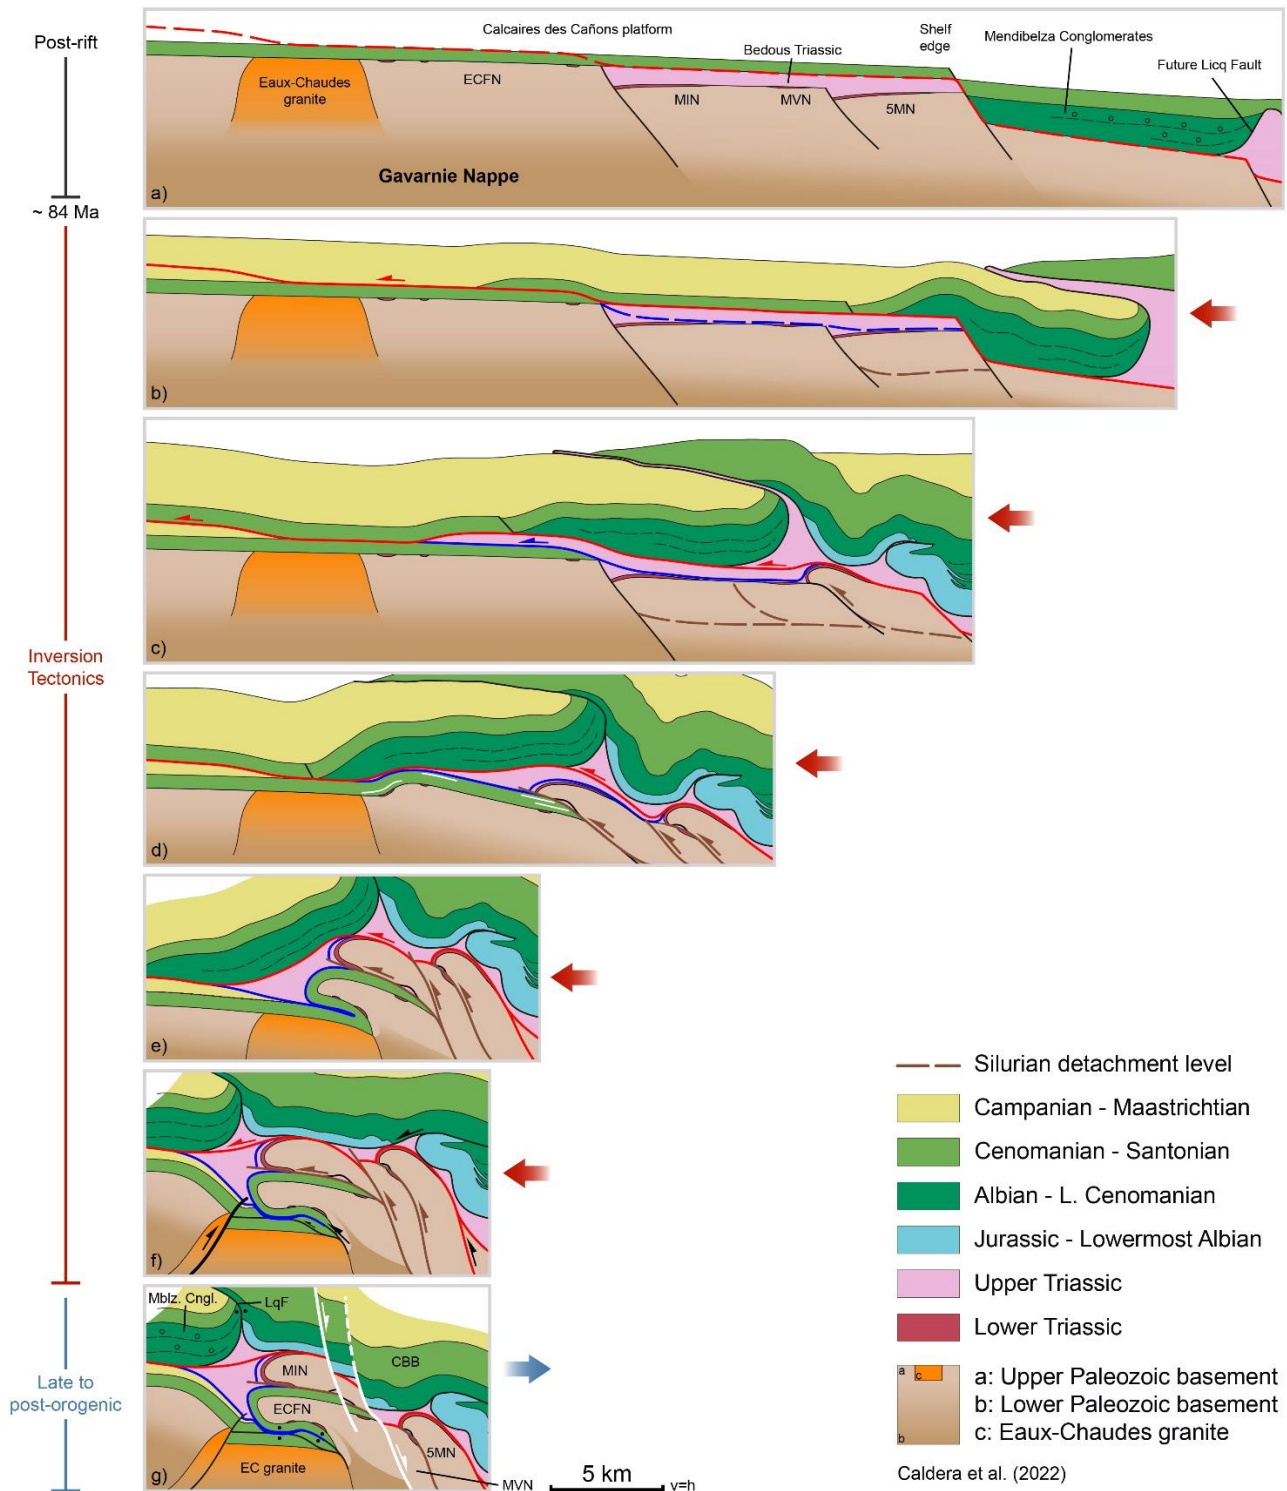 Post-rift
Calcaires des Cañons platform
Shelf
edge
Mendibelza Conglomerates
Bedous Triassic
Future Licq Fault
Eaux-Chaudes
granite
ECFN
MIN
MVN
5MN
Gavarnie Nappe
a)
~ 84 Ma
b)
c)
Inversion
Tectonics
d)
e)
f)
Mblz. Cngl.
LqF
MIN
CBB
ECFN
5MN
EC granite
MVN
g)
Late to
post-orogenic
5 km
v=h
Silurian detachment level
Campanian - Maastrichtian
Cenomanian - Santonian
Albian - L. Cenomanian
Jurassic - Lowermost Albian
Upper Triassic
Lower Triassic
a
c
b
a: Upper Paleozoic basement
b: Lower Paleozoic basement
c: Eaux-Chaudes granite
Caldera et al. (2022)